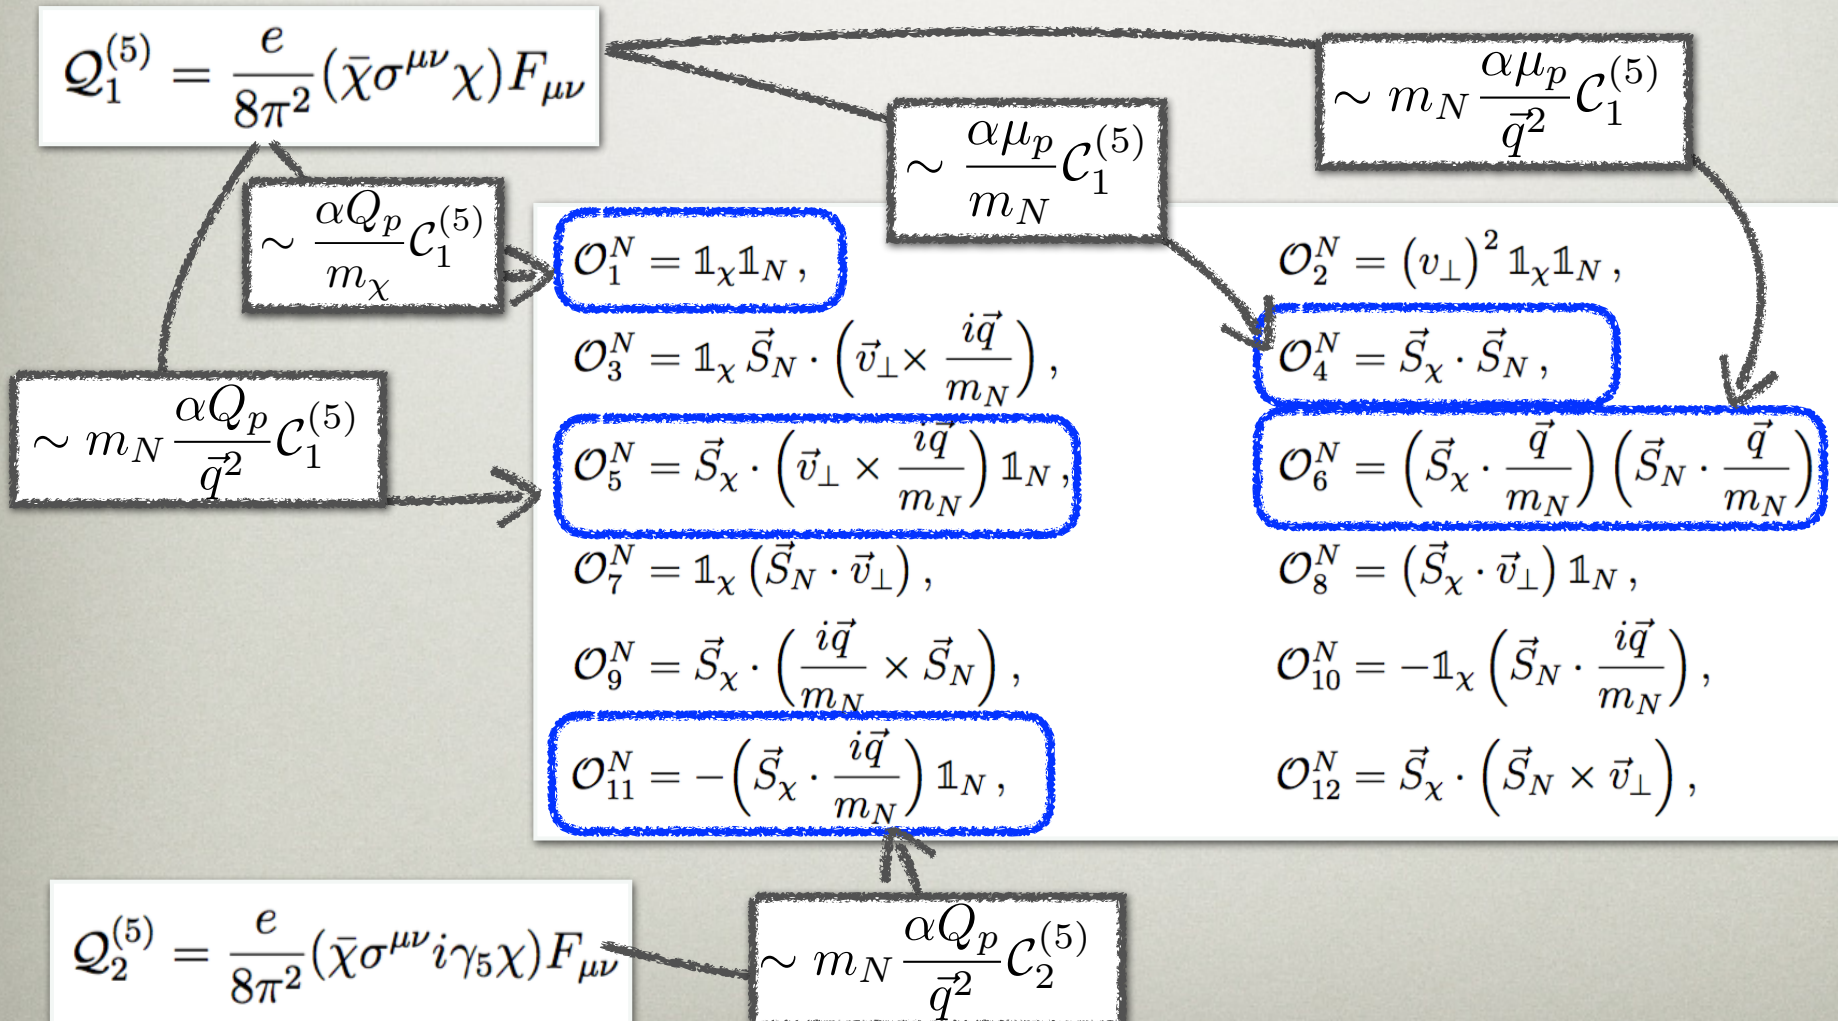 $\mathcal{Q}_1^{(5)} = \frac{e}{8\pi^2}(\bar{\chi}\sigma^{\mu\nu}\chi)F_{\mu\nu}$
$\sim m_N \frac{\alpha\mu_p}{\vec{q}^2}\mathcal{C}_1^{(5)}$
$\sim \frac{\alpha\mu_p}{m_N}\mathcal{C}_1^{(5)}$
$\sim \frac{\alpha Q_p}{m_\chi}\mathcal{C}_1^{(5)}$
$\sim m_N \frac{\alpha Q_p}{\vec{q}^2}\mathcal{C}_1^{(5)}$
$\mathcal{O}_1^N = \mathbb{1}_\chi \mathbb{1}_N ,$
$\mathcal{O}_2^N = (v_\perp)^2 \mathbb{1}_\chi \mathbb{1}_N ,$
$\mathcal{O}_3^N = \mathbb{1}_\chi \vec{S}_N \cdot \left(\vec{v}_\perp \times \frac{i\vec{q}}{m_N}\right) ,$
$\mathcal{O}_4^N = \vec{S}_\chi \cdot \vec{S}_N ,$
$\mathcal{O}_5^N = \vec{S}_\chi \cdot \left(\vec{v}_\perp \times \frac{i\vec{q}}{m_N}\right) \mathbb{1}_N ,$
$\mathcal{O}_6^N = \left(\vec{S}_\chi \cdot \frac{\vec{q}}{m_N}\right) \left(\vec{S}_N \cdot \frac{\vec{q}}{m_N}\right)$
$\mathcal{O}_7^N = \mathbb{1}_\chi (\vec{S}_N \cdot \vec{v}_\perp) ,$
$\mathcal{O}_8^N = (\vec{S}_\chi \cdot \vec{v}_\perp) \mathbb{1}_N ,$
$\mathcal{O}_9^N = \vec{S}_\chi \cdot \left(\frac{i\vec{q}}{m_N} \times \vec{S}_N\right) ,$
$\mathcal{O}_{10}^N = -\mathbb{1}_\chi \left(\vec{S}_N \cdot \frac{i\vec{q}}{m_N}\right) ,$
$\mathcal{O}_{11}^N = -\left(\vec{S}_\chi \cdot \frac{i\vec{q}}{m_N}\right) \mathbb{1}_N ,$
$\mathcal{O}_{12}^N = \vec{S}_\chi \cdot \left(\vec{S}_N \times \vec{v}_\perp\right) ,$
$\mathcal{Q}_2^{(5)} = \frac{e}{8\pi^2}(\bar{\chi}\sigma^{\mu\nu}i\gamma_5\chi)F_{\mu\nu}$
$\sim m_N \frac{\alpha Q_p}{\vec{q}^2}\mathcal{C}_2^{(5)}$